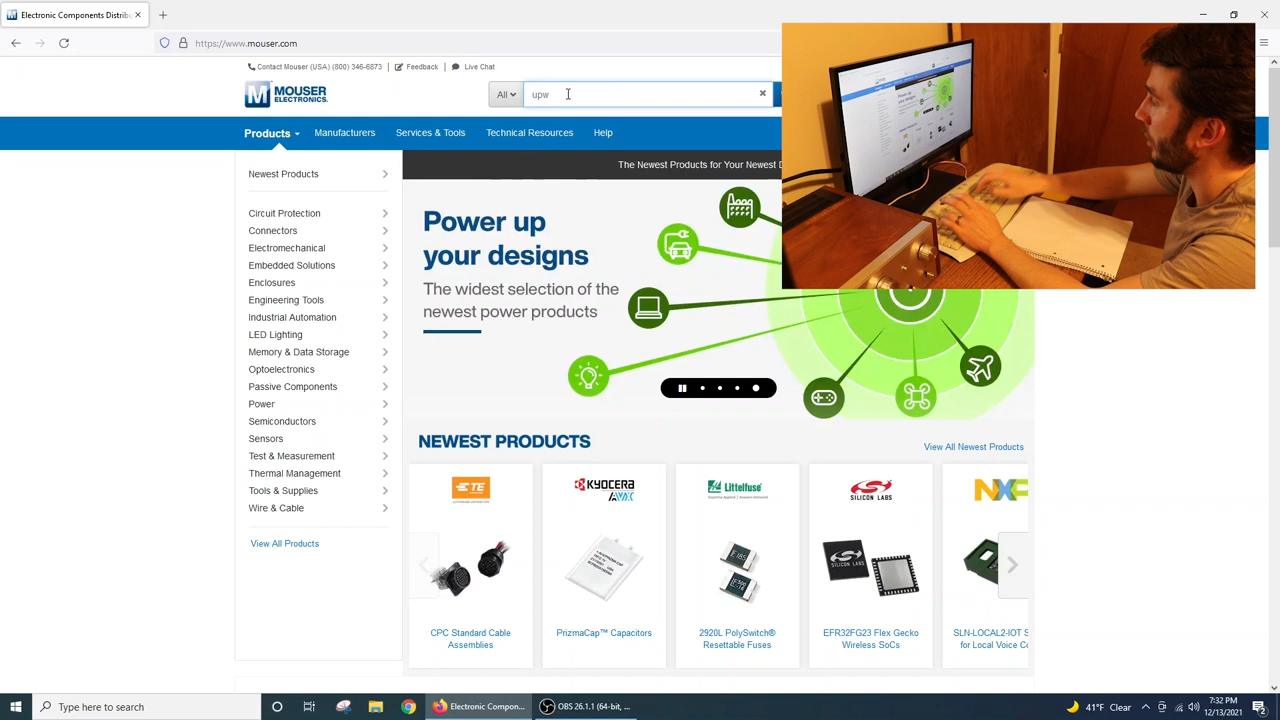 Electronic Components Distribu
https://www.mouser.com
Contact Mouser (USA) (800) 346-6873 | Feedback | Live Chat
MOUSER
ELECTRONICS.
All
upw
Products
Manufacturers
Services & Tools
Technical Resources
Help
The Newest Products for Your Newest D
Newest Products
Circuit Protection
Connectors
Electromechanical
Embedded Solutions
Enclosures
Engineering Tools
Industrial Automation
LED Lighting
Memory & Data Storage
Optoelectronics
Passive Components
Power
Semiconductors
Sensors
Test & Measurement
Thermal Management
Tools & Supplies
Wire & Cable
View All Products
Power up
your designs
The widest selection of the
newest power products
NEWEST PRODUCTS
View All Newest Products
TE
KYOCERA
AVX
Littelfuse
SILICON LABS
NXP
SILICON LABS
CPC Standard Cable
Assemblies
PrizmaCap™ Capacitors
2920L PolySwitch®
Resettable Fuses
EFR32FG23 Flex Gecko
Wireless SoCs
SLN-LOCAL2-IOT S
for Local Voice Co
Type here to search
Electronic Compon...
OBS 26.1.1 (64-bit, ...
41°F Clear
7:32 PM
12/13/2021
2